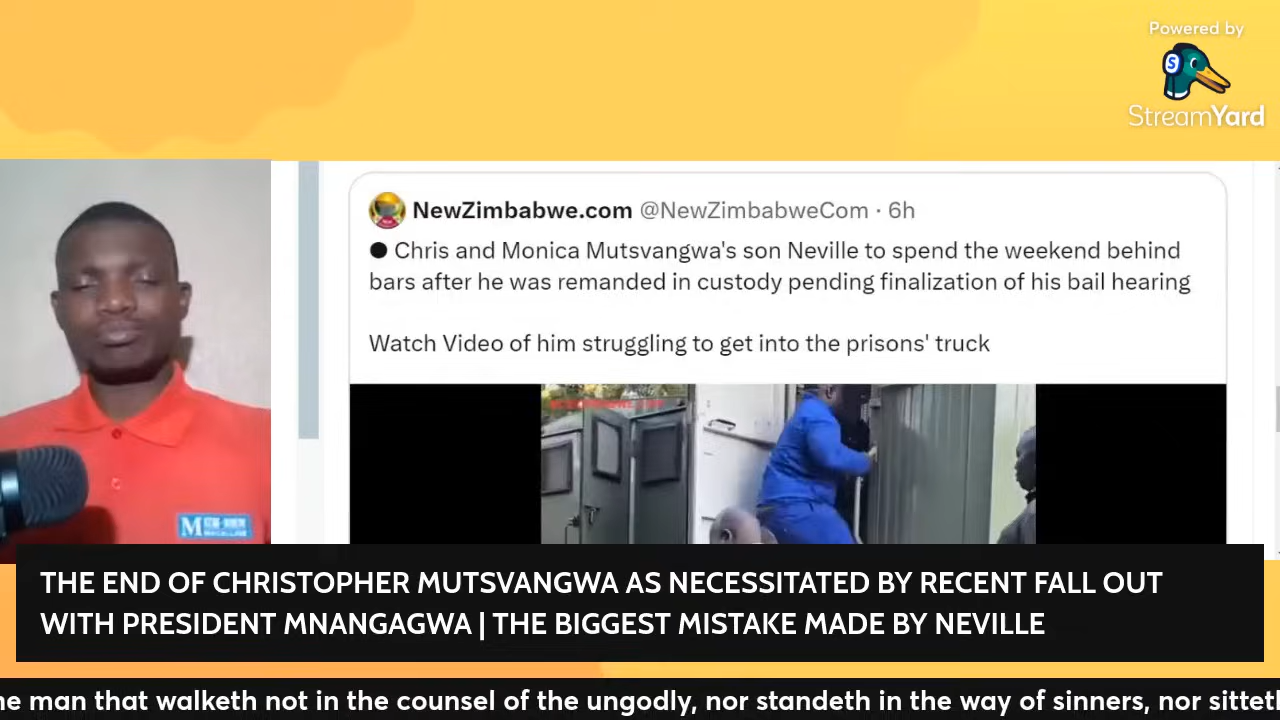 Powered by
S
StreamYard
NewZimbabwe.com @NewZimbabweCom · 6h
● Chris and Monica Mutsvangwa's son Neville to spend the weekend behind
bars after he was remanded in custody pending finalization of his bail hearing
Watch Video of him struggling to get into the prisons' truck
M
THE END OF CHRISTOPHER MUTSVANGWA AS NECESSITATED BY RECENT FALL OUT
WITH PRESIDENT MNANGAGWA | THE BIGGEST MISTAKE MADE BY NEVILLE
he man that walketh not in the counsel of the ungodly, nor standeth in the way of sinners, nor sitteth